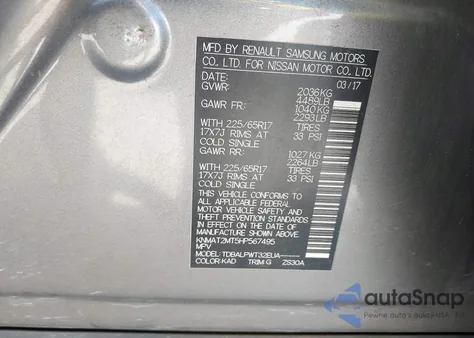 MFD BY RENAULT SAMSUNG MOTORS
CO., LTD. FOR NISSAN MOTOR CO., LTD.
DATE: 03/17
GVWR: 2036KG
4489LB
GAWR FR: 1040KG
2293LB
WITH 225/65R17 TIRES
17X7J RIMS AT 33 PSI
COLD SINGLE
GAWR RR: 1027KG
2264LB
WITH 225/65R17 TIRES
17X7J RIMS AT 33 PSI
COLD SINGLE
THIS VEHICLE CONFORMS TO
ALL APPLICABLE FEDERAL
MOTOR VEHICLE SAFETY AND
THEFT PREVENTION STANDARDS
IN EFFECT ON THE DATE OF
MANUFACTURE SHOWN ABOVE.
KNMAT2MT5HP567495
MPV
MODEL: TDBALPWT32EUA-----
COLOR:KAD TRIM:G ZS30A
autoSnap